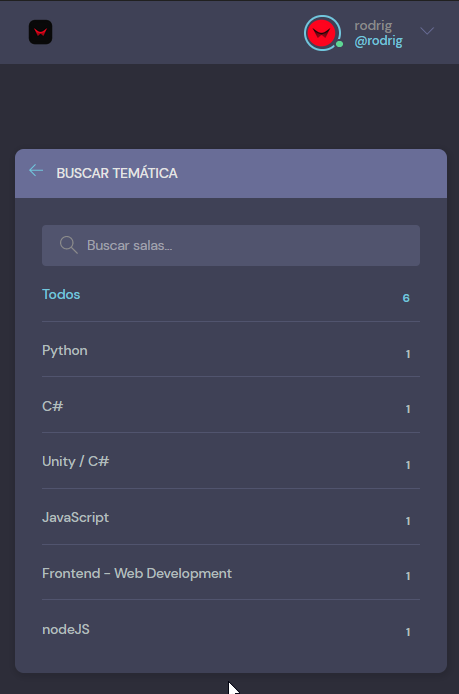 rodrig
@rodrig
BUSCAR TEMÁTICA
Buscar salas...
Todos 6
Python 1
C# 1
Unity / C# 1
JavaScript 1
Frontend - Web Development 1
nodeJS 1